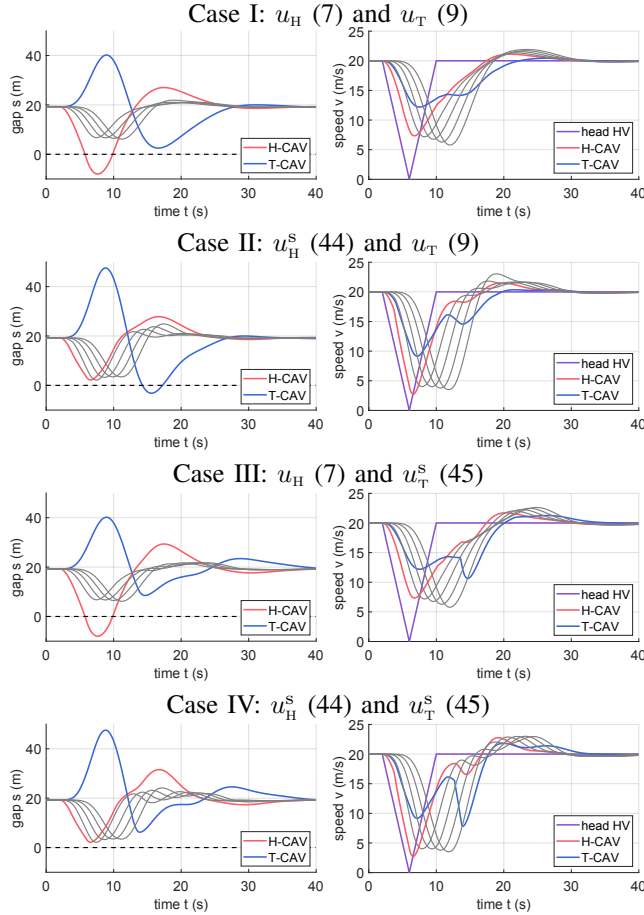 Case I: u_H (7) and u_T (9)
gap s (m)
40
20
0
0 10 20 30 40
time t (s)
H-CAV
T-CAV
speed v (m/s)
25
20
15
10
5
0
0 10 20 30 40
time t (s)
head HV
H-CAV
T-CAV
Case II: u_H^s (44) and u_T (9)
gap s (m)
40
20
0
0 10 20 30 40
time t (s)
H-CAV
T-CAV
speed v (m/s)
25
20
15
10
5
0
0 10 20 30 40
time t (s)
head HV
H-CAV
T-CAV
Case III: u_H (7) and u_T^s (45)
gap s (m)
40
20
0
0 10 20 30 40
time t (s)
H-CAV
T-CAV
speed v (m/s)
25
20
15
10
5
0
0 10 20 30 40
time t (s)
head HV
H-CAV
T-CAV
Case IV: u_H^s (44) and u_T^s (45)
gap s (m)
40
20
0
0 10 20 30 40
time t (s)
H-CAV
T-CAV
speed v (m/s)
25
20
15
10
5
0
0 10 20 30 40
time t (s)
head HV
H-CAV
T-CAV